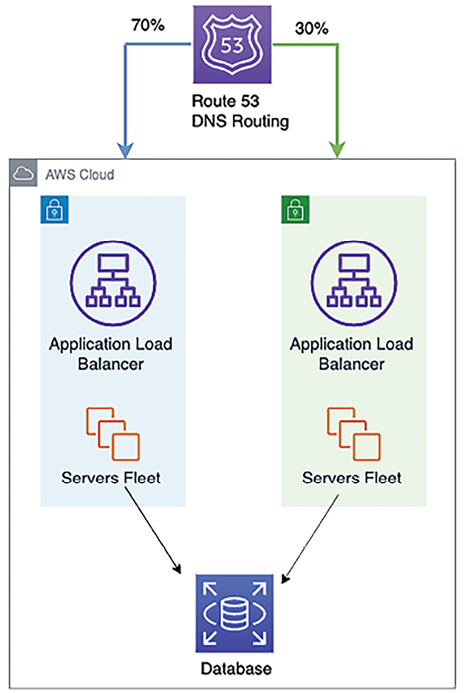 70%
30%
53
Route 53
DNS Routing
AWS Cloud
Application Load
Balancer
Application Load
Balancer
Servers Fleet
Servers Fleet
Database